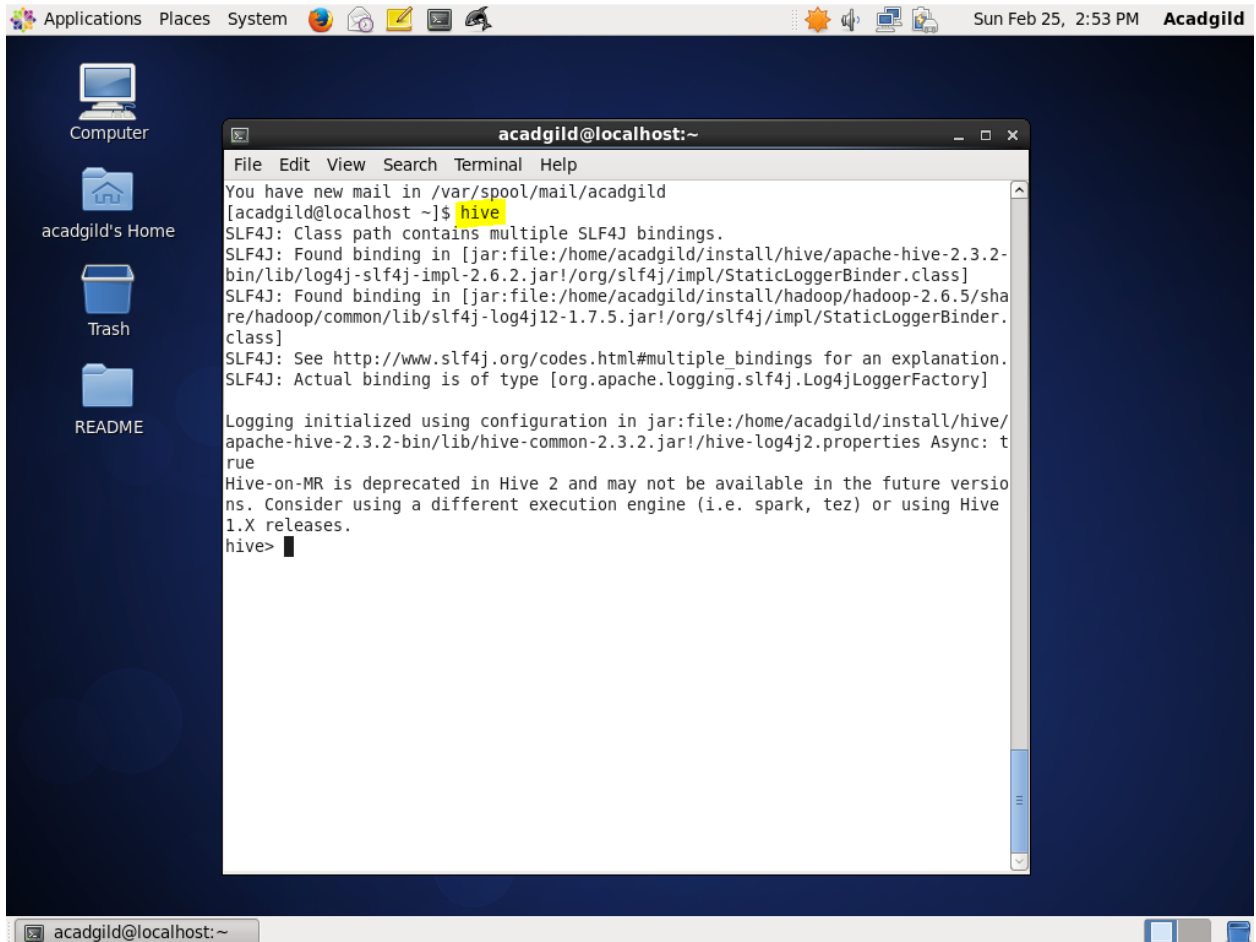 Applications Places System Sun Feb 25, 2:53 PM Acadgild
Computer
acadgild's Home
Trash
README
acadgild@localhost:~
File Edit View Search Terminal Help
You have new mail in /var/spool/mail/acadgild
[acadgild@localhost ~]$ hive
SLF4J: Class path contains multiple SLF4J bindings.
SLF4J: Found binding in [jar:file:/home/acadgild/install/hive/apache-hive-2.3.2-
bin/lib/log4j-slf4j-impl-2.6.2.jar!/org/slf4j/impl/StaticLoggerBinder.class]
SLF4J: Found binding in [jar:file:/home/acadgild/install/hadoop/hadoop-2.6.5/sha
re/hadoop/common/lib/slf4j-log4j12-1.7.5.jar!/org/slf4j/impl/StaticLoggerBinder.
class]
SLF4J: See http://www.slf4j.org/codes.html#multiple_bindings for an explanation.
SLF4J: Actual binding is of type [org.apache.logging.slf4j.Log4jLoggerFactory]
Logging initialized using configuration in jar:file:/home/acadgild/install/hive/
apache-hive-2.3.2-bin/lib/hive-common-2.3.2.jar!/hive-log4j2.properties Async: t
rue
Hive-on-MR is deprecated in Hive 2 and may not be available in the future versio
ns. Consider using a different execution engine (i.e. spark, tez) or using Hive
1.X releases.
hive>
acadgild@localhost:~